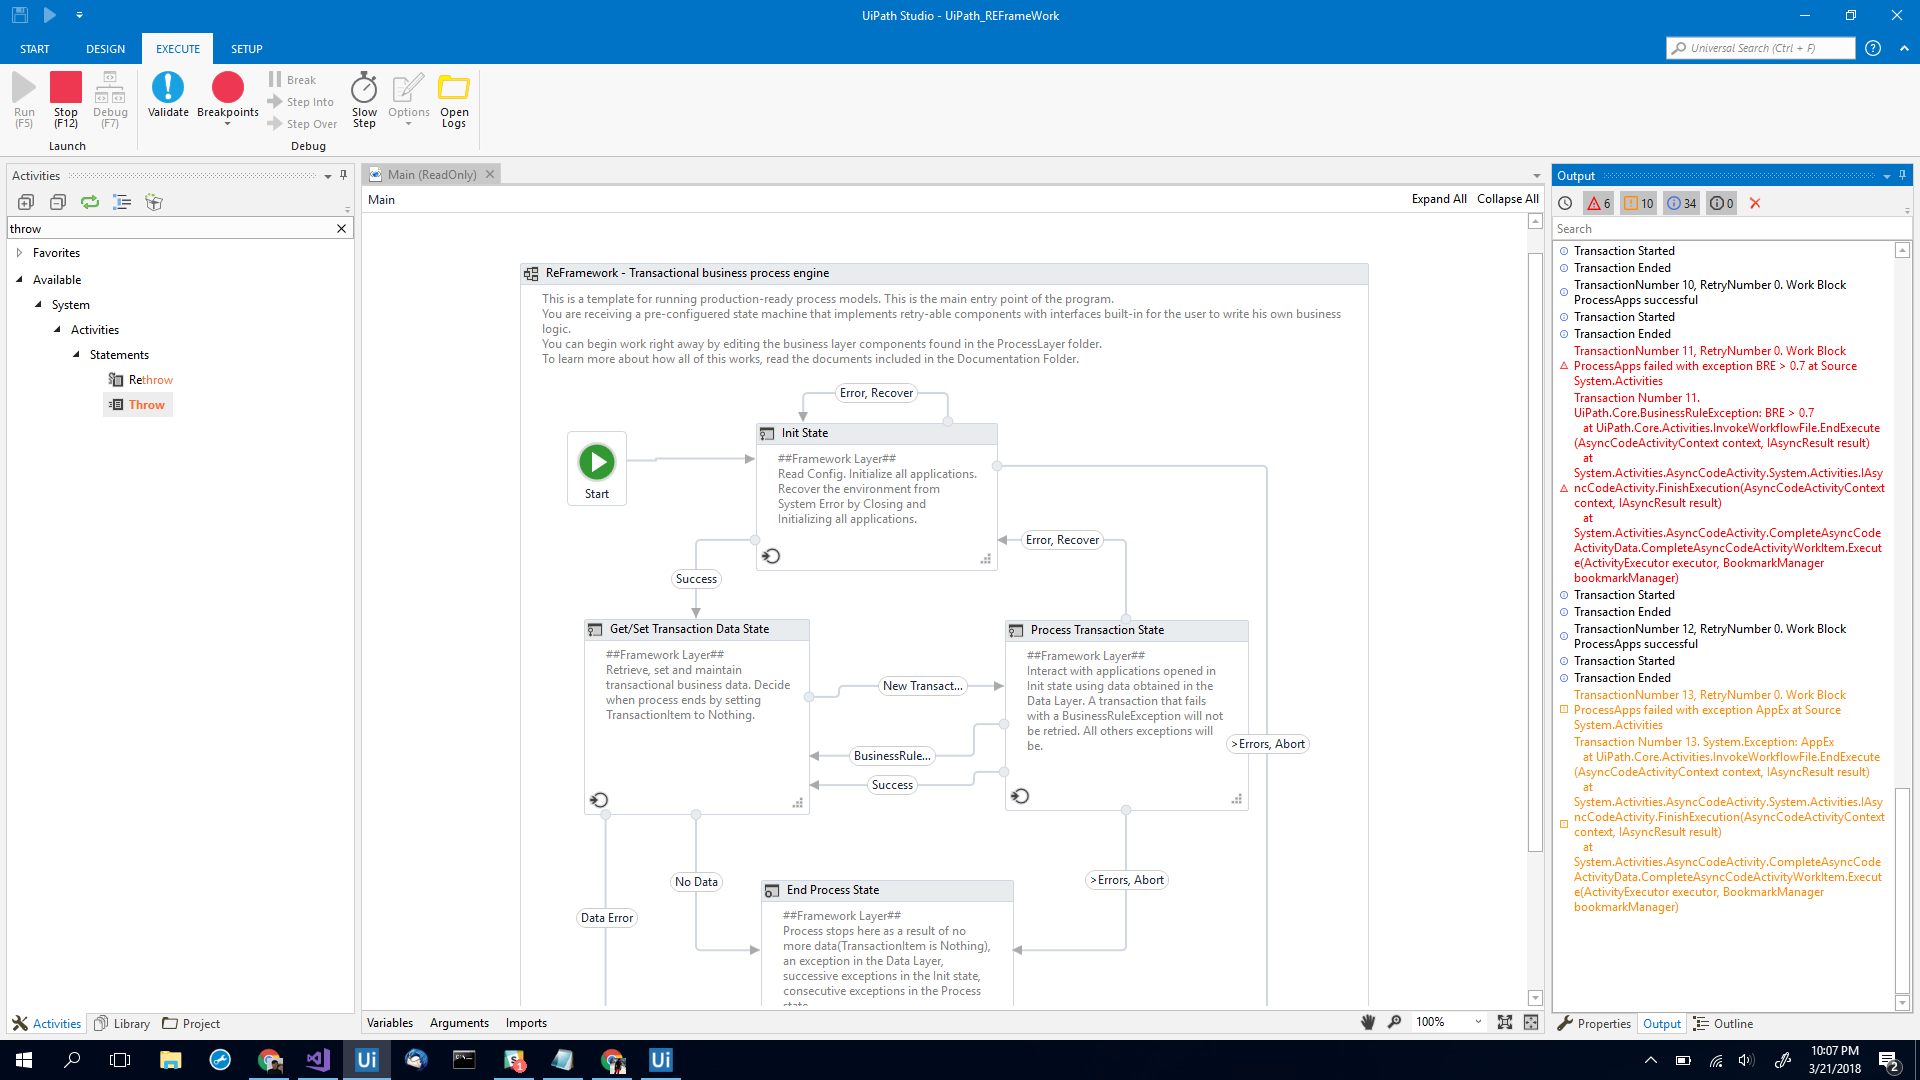 UiPath Studio - UiPath_REFrameWork
START
DESIGN
EXECUTE
SETUP
Universal Search (Ctrl + F)
Run
(F5)
Stop
(F12)
Debug
(F7)
Launch
Validate
Breakpoints
Break
Step Into
Step Over
Slow
Step
Options
Open
Logs
Debug
Activities
throw
Favorites
Available
System
Activities
Statements
Rethrow
Throw
Activities
Library
Project
Main (ReadOnly)
Main
Expand All
Collapse All
ReFramework - Transactional business process engine
This is a template for running production-ready process models. This is the main entry point of the program.
You are receiving a pre-configuered state machine that implements retry-able components with interfaces built-in for the user to write his own business
logic.
You can begin work right away by editing the business layer components found in the ProcessLayer folder.
To learn more about how all of this works, read the documents included in the Documentation Folder.
Error, Recover
Start
Init State
##Framework Layer##
Read Config. Initialize all applications.
Recover the environment from
System Error by Closing and
Initializing all applications.
Error, Recover
Success
Get/Set Transaction Data State
##Framework Layer##
Retrieve, set and maintain
transactional business data. Decide
when process ends by setting
TransactionItem to Nothing.
New Transact...
BusinessRule...
Success
Process Transaction State
##Framework Layer##
Interact with applications opened in
Init state using data obtained in the
Data Layer. A transaction that fails
with a BusinessRuleException will not
be retried. All others exceptions will
be.
>Errors, Abort
>Errors, Abort
No Data
Data Error
End Process State
##Framework Layer##
Process stops here as a result of no
more data(TransactionItem is Nothing),
an exception in the Data Layer,
successive exceptions in the Init state,
consecutive exceptions in the Process
state
Variables
Arguments
Imports
100%
Output
6
10
34
0
Search
Transaction Started
Transaction Ended
TransactionNumber 10, RetryNumber 0. Work Block
ProcessApps successful
Transaction Started
Transaction Ended
TransactionNumber 11, RetryNumber 0. Work Block
ProcessApps failed with exception BRE > 0.7 at Source
System.Activities
Transaction Number 11.
UiPath.Core.BusinessRuleException: BRE > 0.7
at UiPath.Core.Activities.InvokeWorkflowFile.EndExecute
(AsyncCodeActivityContext context, IAsyncResult result)
at
System.Activities.AsyncCodeActivity.System.Activities.IAsy
ncCodeActivity.FinishExecution(AsyncCodeActivityContext
context, IAsyncResult result)
at
System.Activities.AsyncCodeActivity.CompleteAsyncCode
ActivityData.CompleteAsyncCodeActivityWorkItem.Execut
e(ActivityExecutor executor, BookmarkManager
bookmarkManager)
Transaction Started
Transaction Ended
TransactionNumber 12, RetryNumber 0. Work Block
ProcessApps successful
Transaction Started
Transaction Ended
TransactionNumber 13, RetryNumber 0. Work Block
ProcessApps failed with exception AppEx at Source
System.Activities
Transaction Number 13. System.Exception: AppEx
at UiPath.Core.Activities.InvokeWorkflowFile.EndExecute
(AsyncCodeActivityContext context, IAsyncResult result)
at
System.Activities.AsyncCodeActivity.System.Activities.IAsy
ncCodeActivity.FinishExecution(AsyncCodeActivityContext
context, IAsyncResult result)
at
System.Activities.AsyncCodeActivity.CompleteAsyncCode
ActivityData.CompleteAsyncCodeActivityWorkItem.Execut
e(ActivityExecutor executor, BookmarkManager
bookmarkManager)
Properties
Output
Outline
Ui
1
Ui
10:07 PM
3/21/2018
2